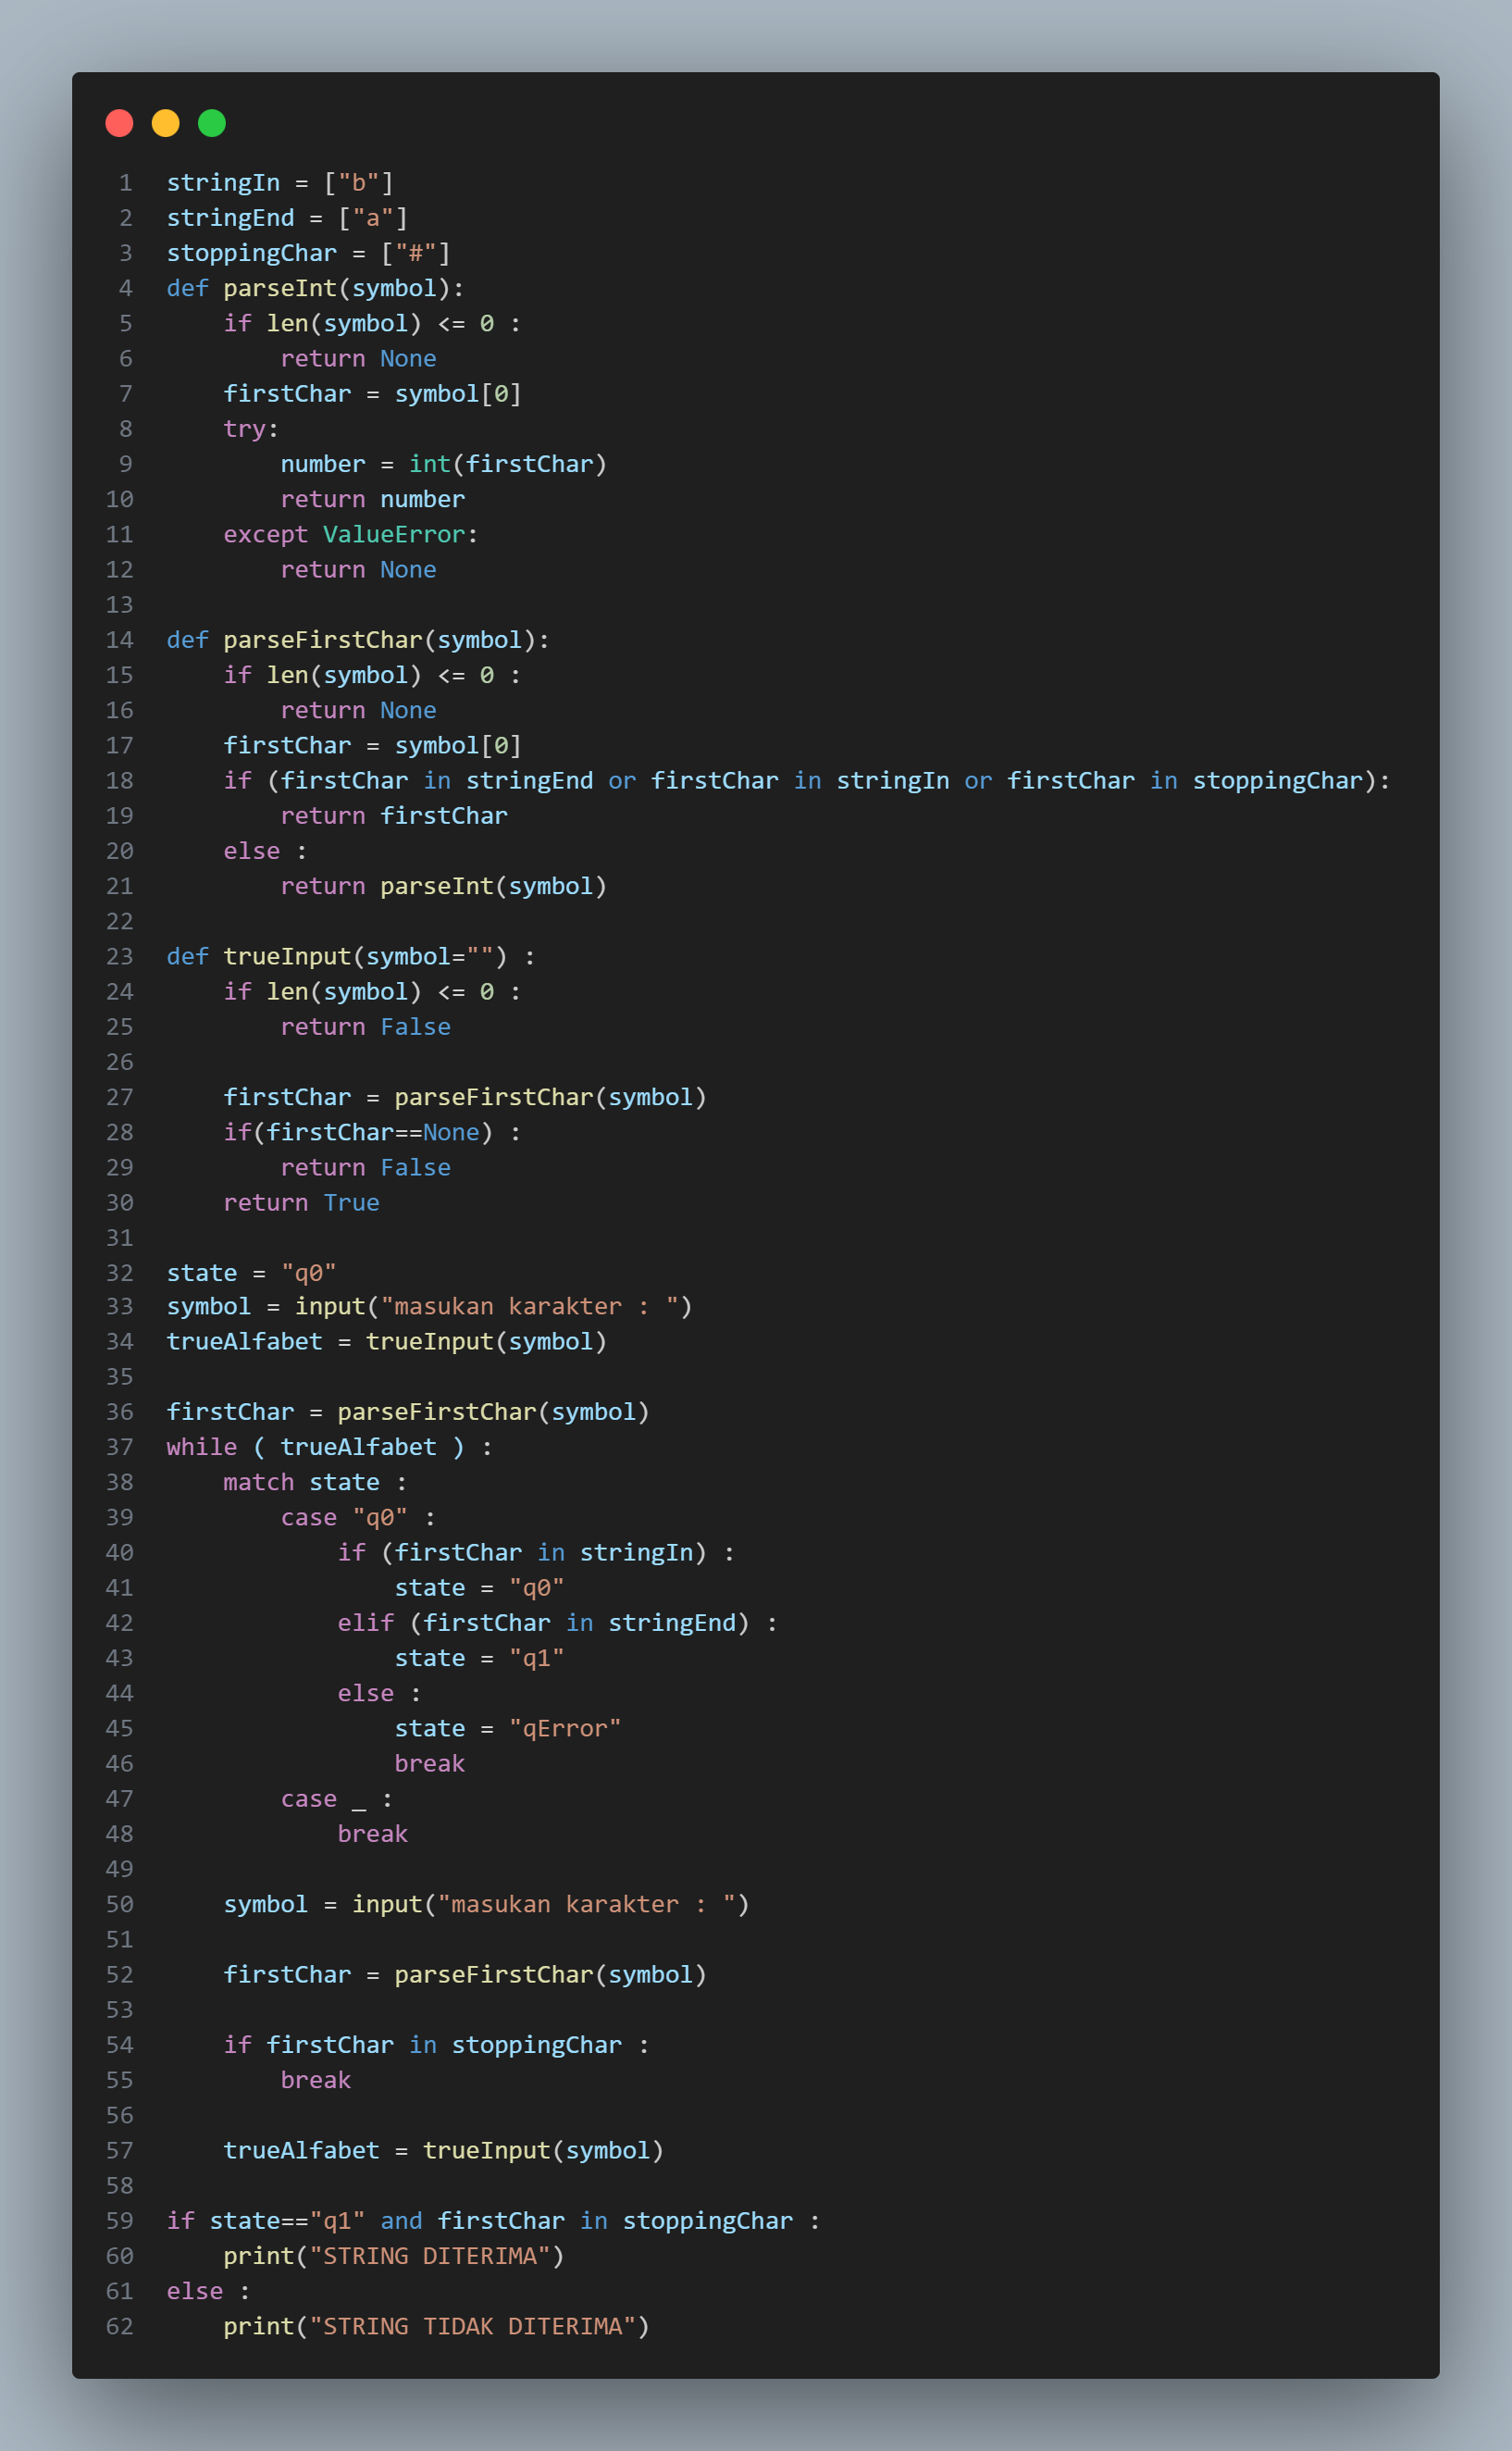 1 stringIn = ["b"]
2 stringEnd = ["a"]
3 stoppingChar = ["#"]
4 def parseInt(symbol):
5     if len(symbol) <= 0 :
6         return None
7     firstChar = symbol[0]
8     try:
9         number = int(firstChar)
10         return number
11     except ValueError:
12         return None
13
14 def parseFirstChar(symbol):
15     if len(symbol) <= 0 :
16         return None
17     firstChar = symbol[0]
18     if (firstChar in stringEnd or firstChar in stringIn or firstChar in stoppingChar):
19         return firstChar
20     else :
21         return parseInt(symbol)
22
23 def trueInput(symbol="") :
24     if len(symbol) <= 0 :
25         return False
26
27     firstChar = parseFirstChar(symbol)
28     if(firstChar==None) :
29         return False
30     return True
31
32 state = "q0"
33 symbol = input("masukan karakter : ")
34 trueAlfabet = trueInput(symbol)
35
36 firstChar = parseFirstChar(symbol)
37 while ( trueAlfabet ) :
38     match state :
39         case "q0" :
40             if (firstChar in stringIn) :
41                 state = "q0"
42             elif (firstChar in stringEnd) :
43                 state = "q1"
44             else :
45                 state = "qError"
46                 break
47         case _ :
48             break
49
50     symbol = input("masukan karakter : ")
51
52     firstChar = parseFirstChar(symbol)
53
54     if firstChar in stoppingChar :
55         break
56
57     trueAlfabet = trueInput(symbol)
58
59 if state=="q1" and firstChar in stoppingChar :
60     print("STRING DITERIMA")
61 else :
62     print("STRING TIDAK DITERIMA")